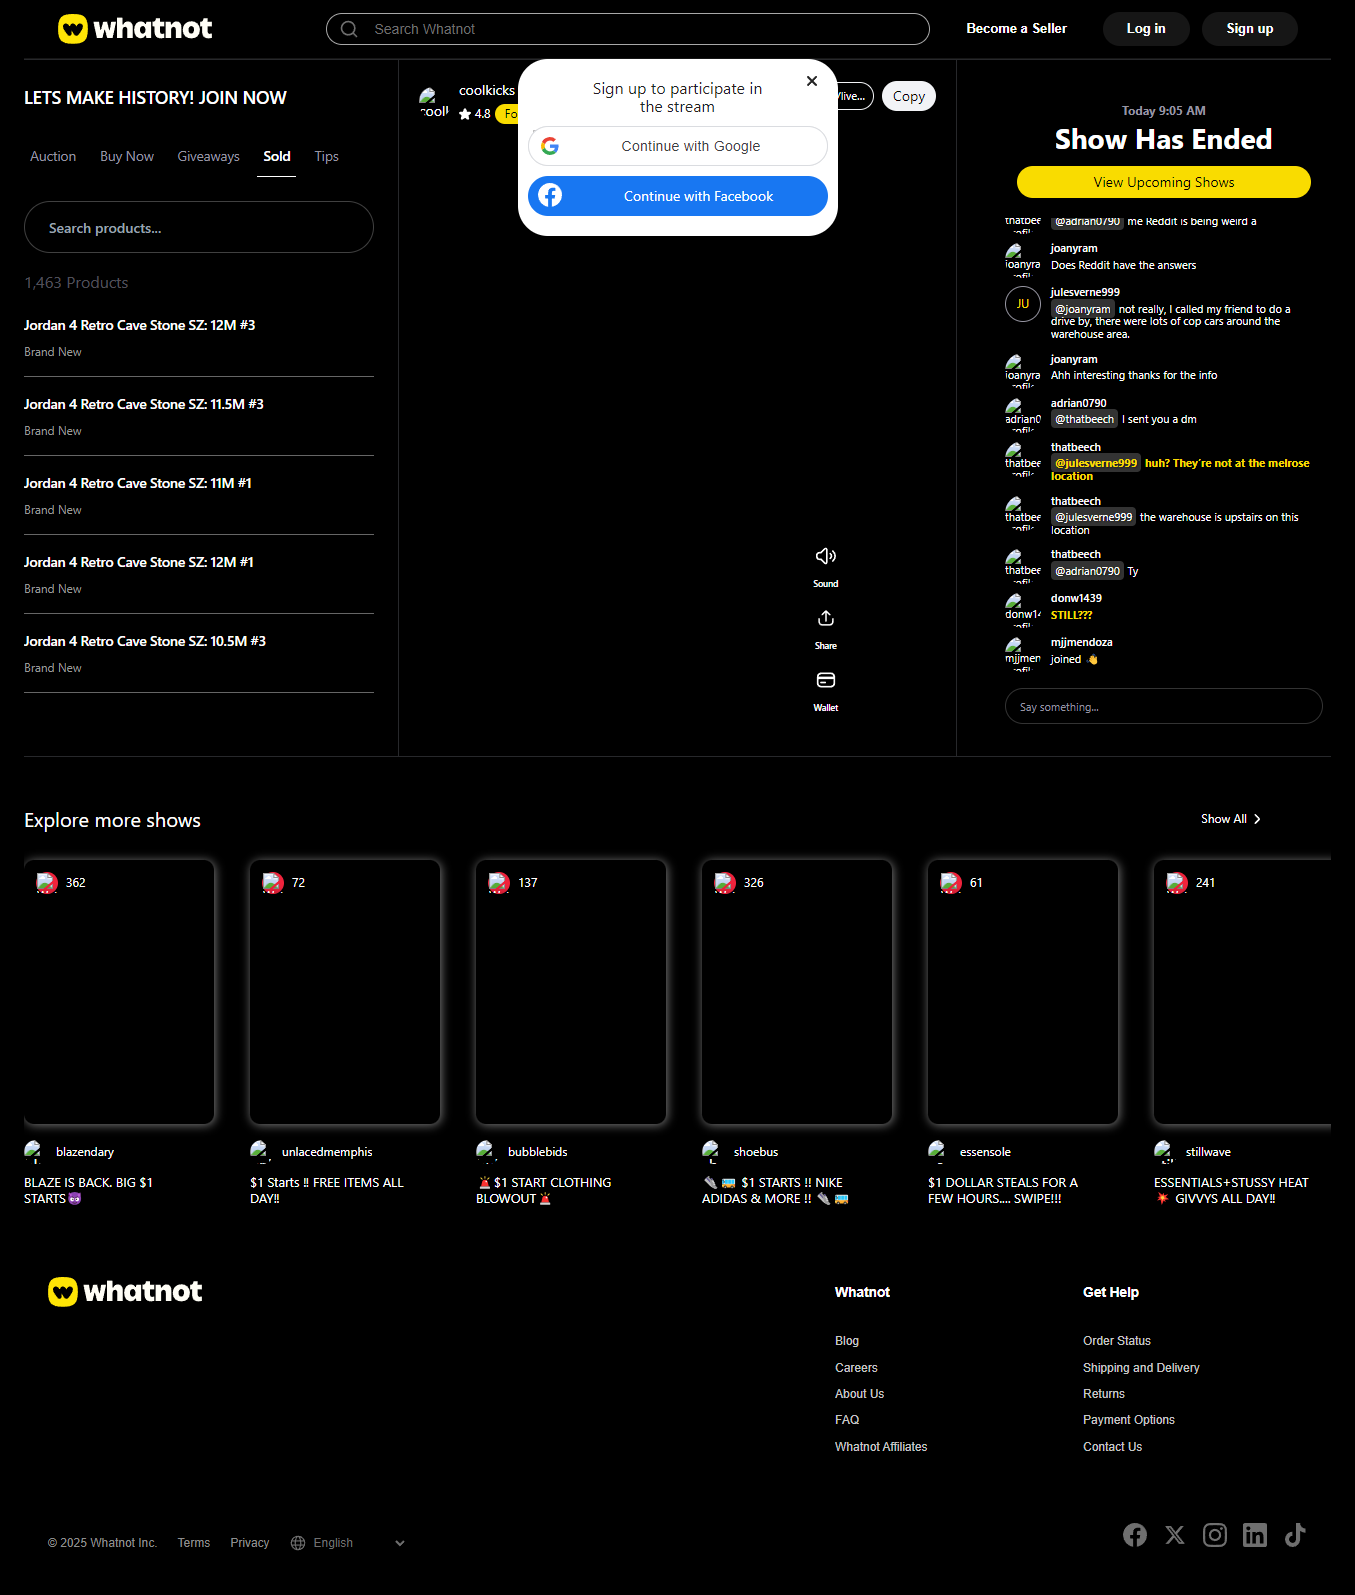 whatnot
Search Whatnot
Become a Seller
Log in
Sign up
LETS MAKE HISTORY! JOIN NOW
Auction
Buy Now
Giveaways
Sold
Tips
Search products...
1,463 Products
Jordan 4 Retro Cave Stone SZ: 12M #3
Brand New
Jordan 4 Retro Cave Stone SZ: 11.5M #3
Brand New
Jordan 4 Retro Cave Stone SZ: 11M #1
Brand New
Jordan 4 Retro Cave Stone SZ: 12M #1
Brand New
Jordan 4 Retro Cave Stone SZ: 10.5M #3
Brand New
coolkicks
4.8
Fo
/live...
Copy
Sign up to participate in
the stream
Continue with Google
Continue with Facebook
Sound
Share
Wallet
Today 9:05 AM
Show Has Ended
View Upcoming Shows
@adrian0790 me Reddit is being weird a
joanyram
Does Reddit have the answers
JU
julesverne999
@joanyram not really, I called my friend to do a
drive by, there were lots of cop cars around the
warehouse area.
joanyram
Ahh interesting thanks for the info
adrian0790
@thatbeech I sent you a dm
thatbeech
@julesverne999 huh? They're not at the melrose
location
thatbeech
@julesverne999 the warehouse is upstairs on this
location
thatbeech
@adrian0790 Ty
donw1439
STILL???
mjjmendoza
joined 👋
Say something...
Explore more shows
Show All
362
72
137
326
61
241
blazendary
BLAZE IS BACK. BIG $1
STARTS😈
unlacedmemphis
$1 Starts ‼️ FREE ITEMS ALL
DAY‼️
bubblebids
🚨$1 START CLOTHING
BLOWOUT🚨
shoebus
$1 STARTS !! NIKE
ADIDAS & MORE !!
essensole
$1 DOLLAR STEALS FOR A
FEW HOURS.... SWIPE!!!
stillwave
ESSENTIALS+STUSSY HEAT
💥 GIVVYS ALL DAY‼️
whatnot
Whatnot
Blog
Careers
About Us
FAQ
Whatnot Affiliates
Get Help
Order Status
Shipping and Delivery
Returns
Payment Options
Contact Us
© 2025 Whatnot Inc.
Terms
Privacy
English